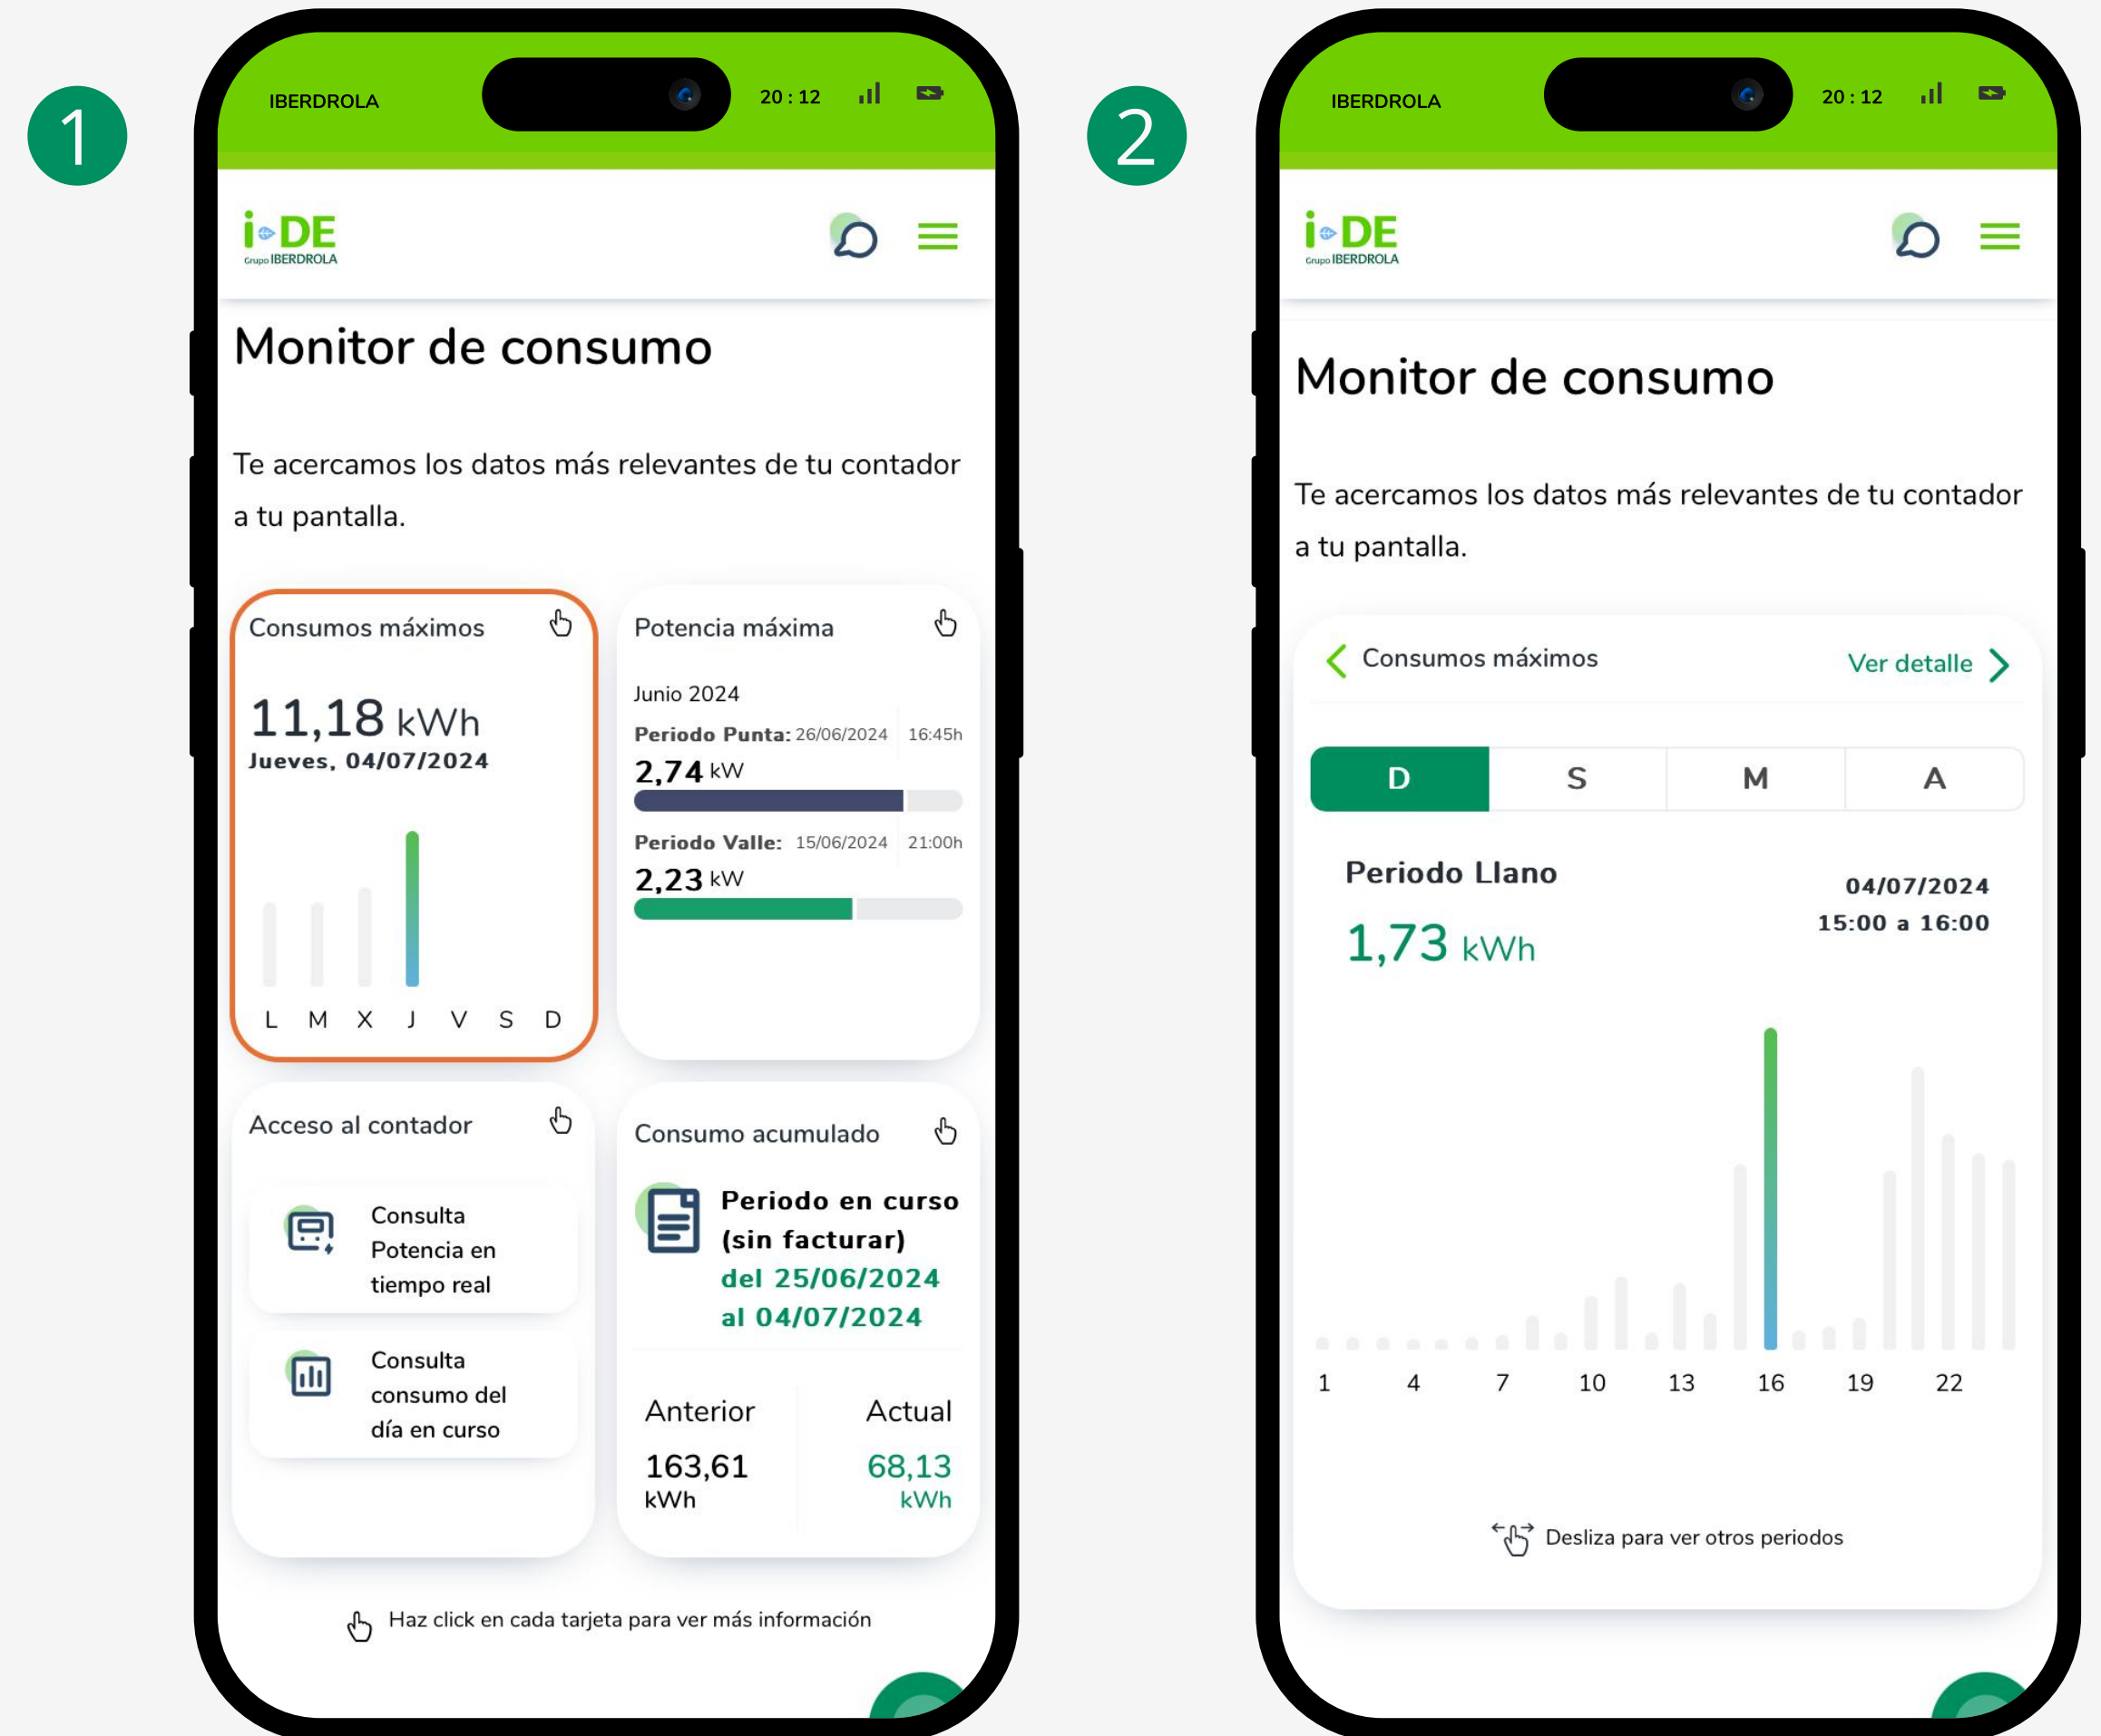 1
IBERDROLA
20 : 12
i DE
Grupo IBERDROLA
Monitor de consumo
Te acercamos los datos más relevantes de tu contador
a tu pantalla.
Consumos máximos
11,18 kWh
Jueves, 04/07/2024
L M X J V S D
Potencia máxima
Junio 2024
Periodo Punta: 26/06/2024 16:45h
2,74 kW
Periodo Valle: 15/06/2024 21:00h
2,23 kW
Acceso al contador
Consulta
Potencia en
tiempo real
Consulta
consumo del
día en curso
Consumo acumulado
Periodo en curso
(sin facturar)
del 25/06/2024
al 04/07/2024
Anterior Actual
163,61 68,13
kWh kWh
Haz click en cada tarjeta para ver más información
2
IBERDROLA
20 : 12
i DE
Grupo IBERDROLA
Monitor de consumo
Te acercamos los datos más relevantes de tu contador
a tu pantalla.
Consumos máximos Ver detalle
D S M A
Periodo Llano
1,73 kWh
04/07/2024
15:00 a 16:00
1 4 7 10 13 16 19 22
Desliza para ver otros periodos